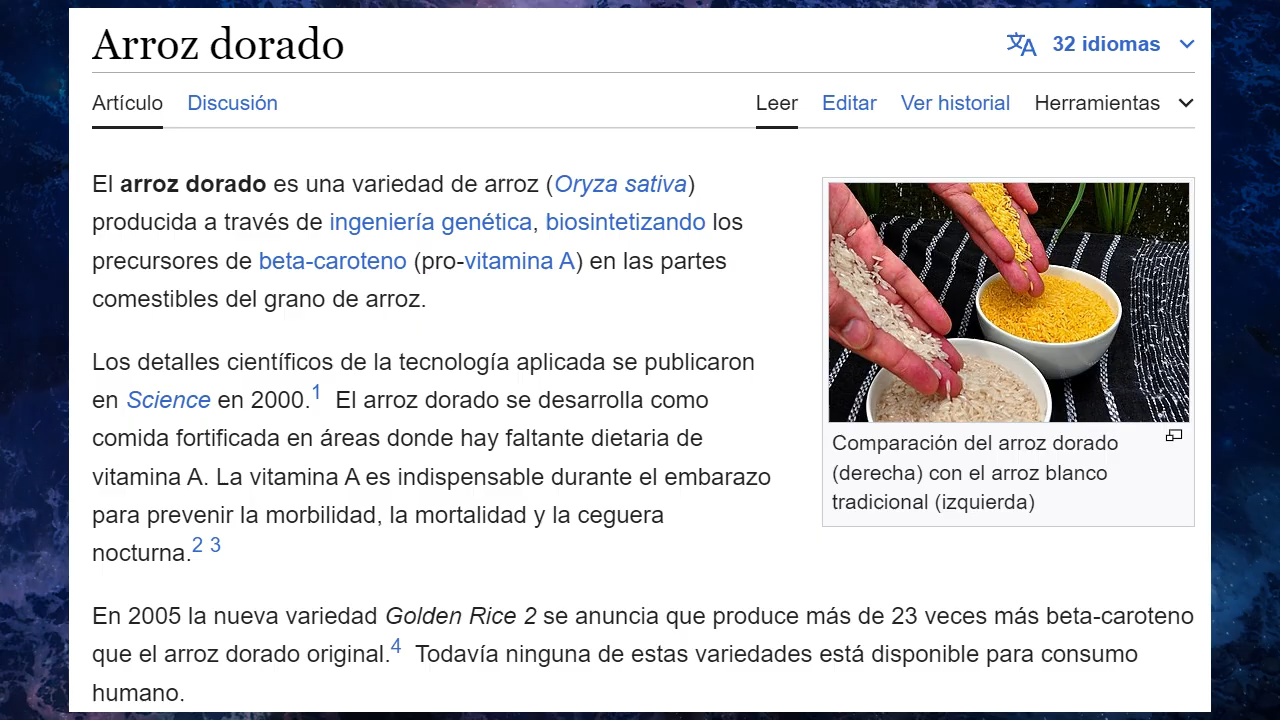 Arroz dorado
32 idiomas
Artículo Discusión Leer Editar Ver historial Herramientas
El arroz dorado es una variedad de arroz (Oryza sativa)
producida a través de ingeniería genética, biosintetizando los
precursores de beta-caroteno (pro-vitamina A) en las partes
comestibles del grano de arroz.
Los detalles científicos de la tecnología aplicada se publicaron
en Science en 2000.1 El arroz dorado se desarrolla como
comida fortificada en áreas donde hay faltante dietaria de
vitamina A. La vitamina A es indispensable durante el embarazo
para prevenir la morbilidad, la mortalidad y la ceguera
nocturna.2 3
Comparación del arroz dorado
(derecha) con el arroz blanco
tradicional (izquierda)
En 2005 la nueva variedad Golden Rice 2 se anuncia que produce más de 23 veces más beta-caroteno
que el arroz dorado original.4 Todavía ninguna de estas variedades está disponible para consumo
humano.